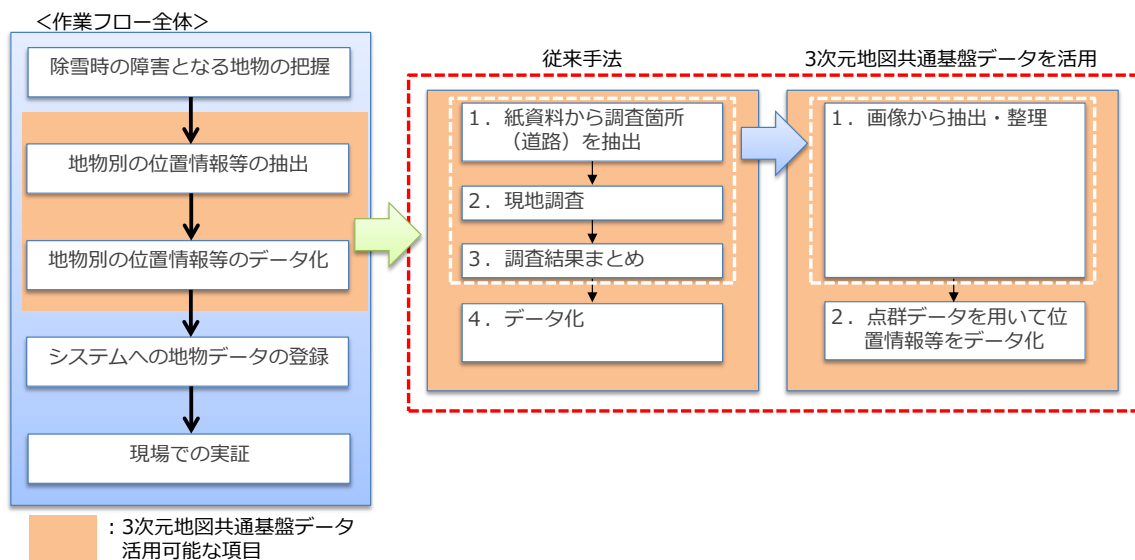 <作業フロー全体>
除雪時の障害となる地物の把握
地物別の位置情報等の抽出
地物別の位置情報等のデータ化
システムへの地物データの登録
現場での実証
:3次元地図共通基盤データ
活用可能な項目
従来手法
1.紙資料から調査箇所
(道路)を抽出
2.現地調査
3.調査結果まとめ
4.データ化
3次元地図共通基盤データを活用
1.画像から抽出・整理
2.点群データを用いて位
置情報等をデータ化